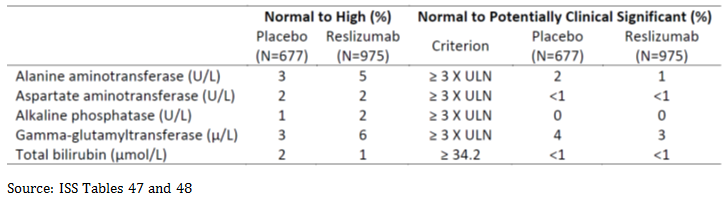 Normal to High (%) Normal to Potentially Clinical Significant (%)
Placebo Reslizumab Criterion Placebo Reslizumab
(N=677) (N=975) (N=677) (N=975)
Alanine aminotransferase (U/L) 3 5 ≥ 3 X ULN 2 1
Aspartate aminotransferase (U/L) 2 2 ≥ 3 X ULN <1 <1
Alkaline phosphatase (U/L) 1 2 ≥ 3 X ULN 0 0
Gamma-glutamyltransferase (μ/L) 3 6 ≥ 3 X ULN 4 3
Total bilirubin (μmol/L) 2 1 ≥ 34.2 <1 <1
Source: ISS Tables 47 and 48